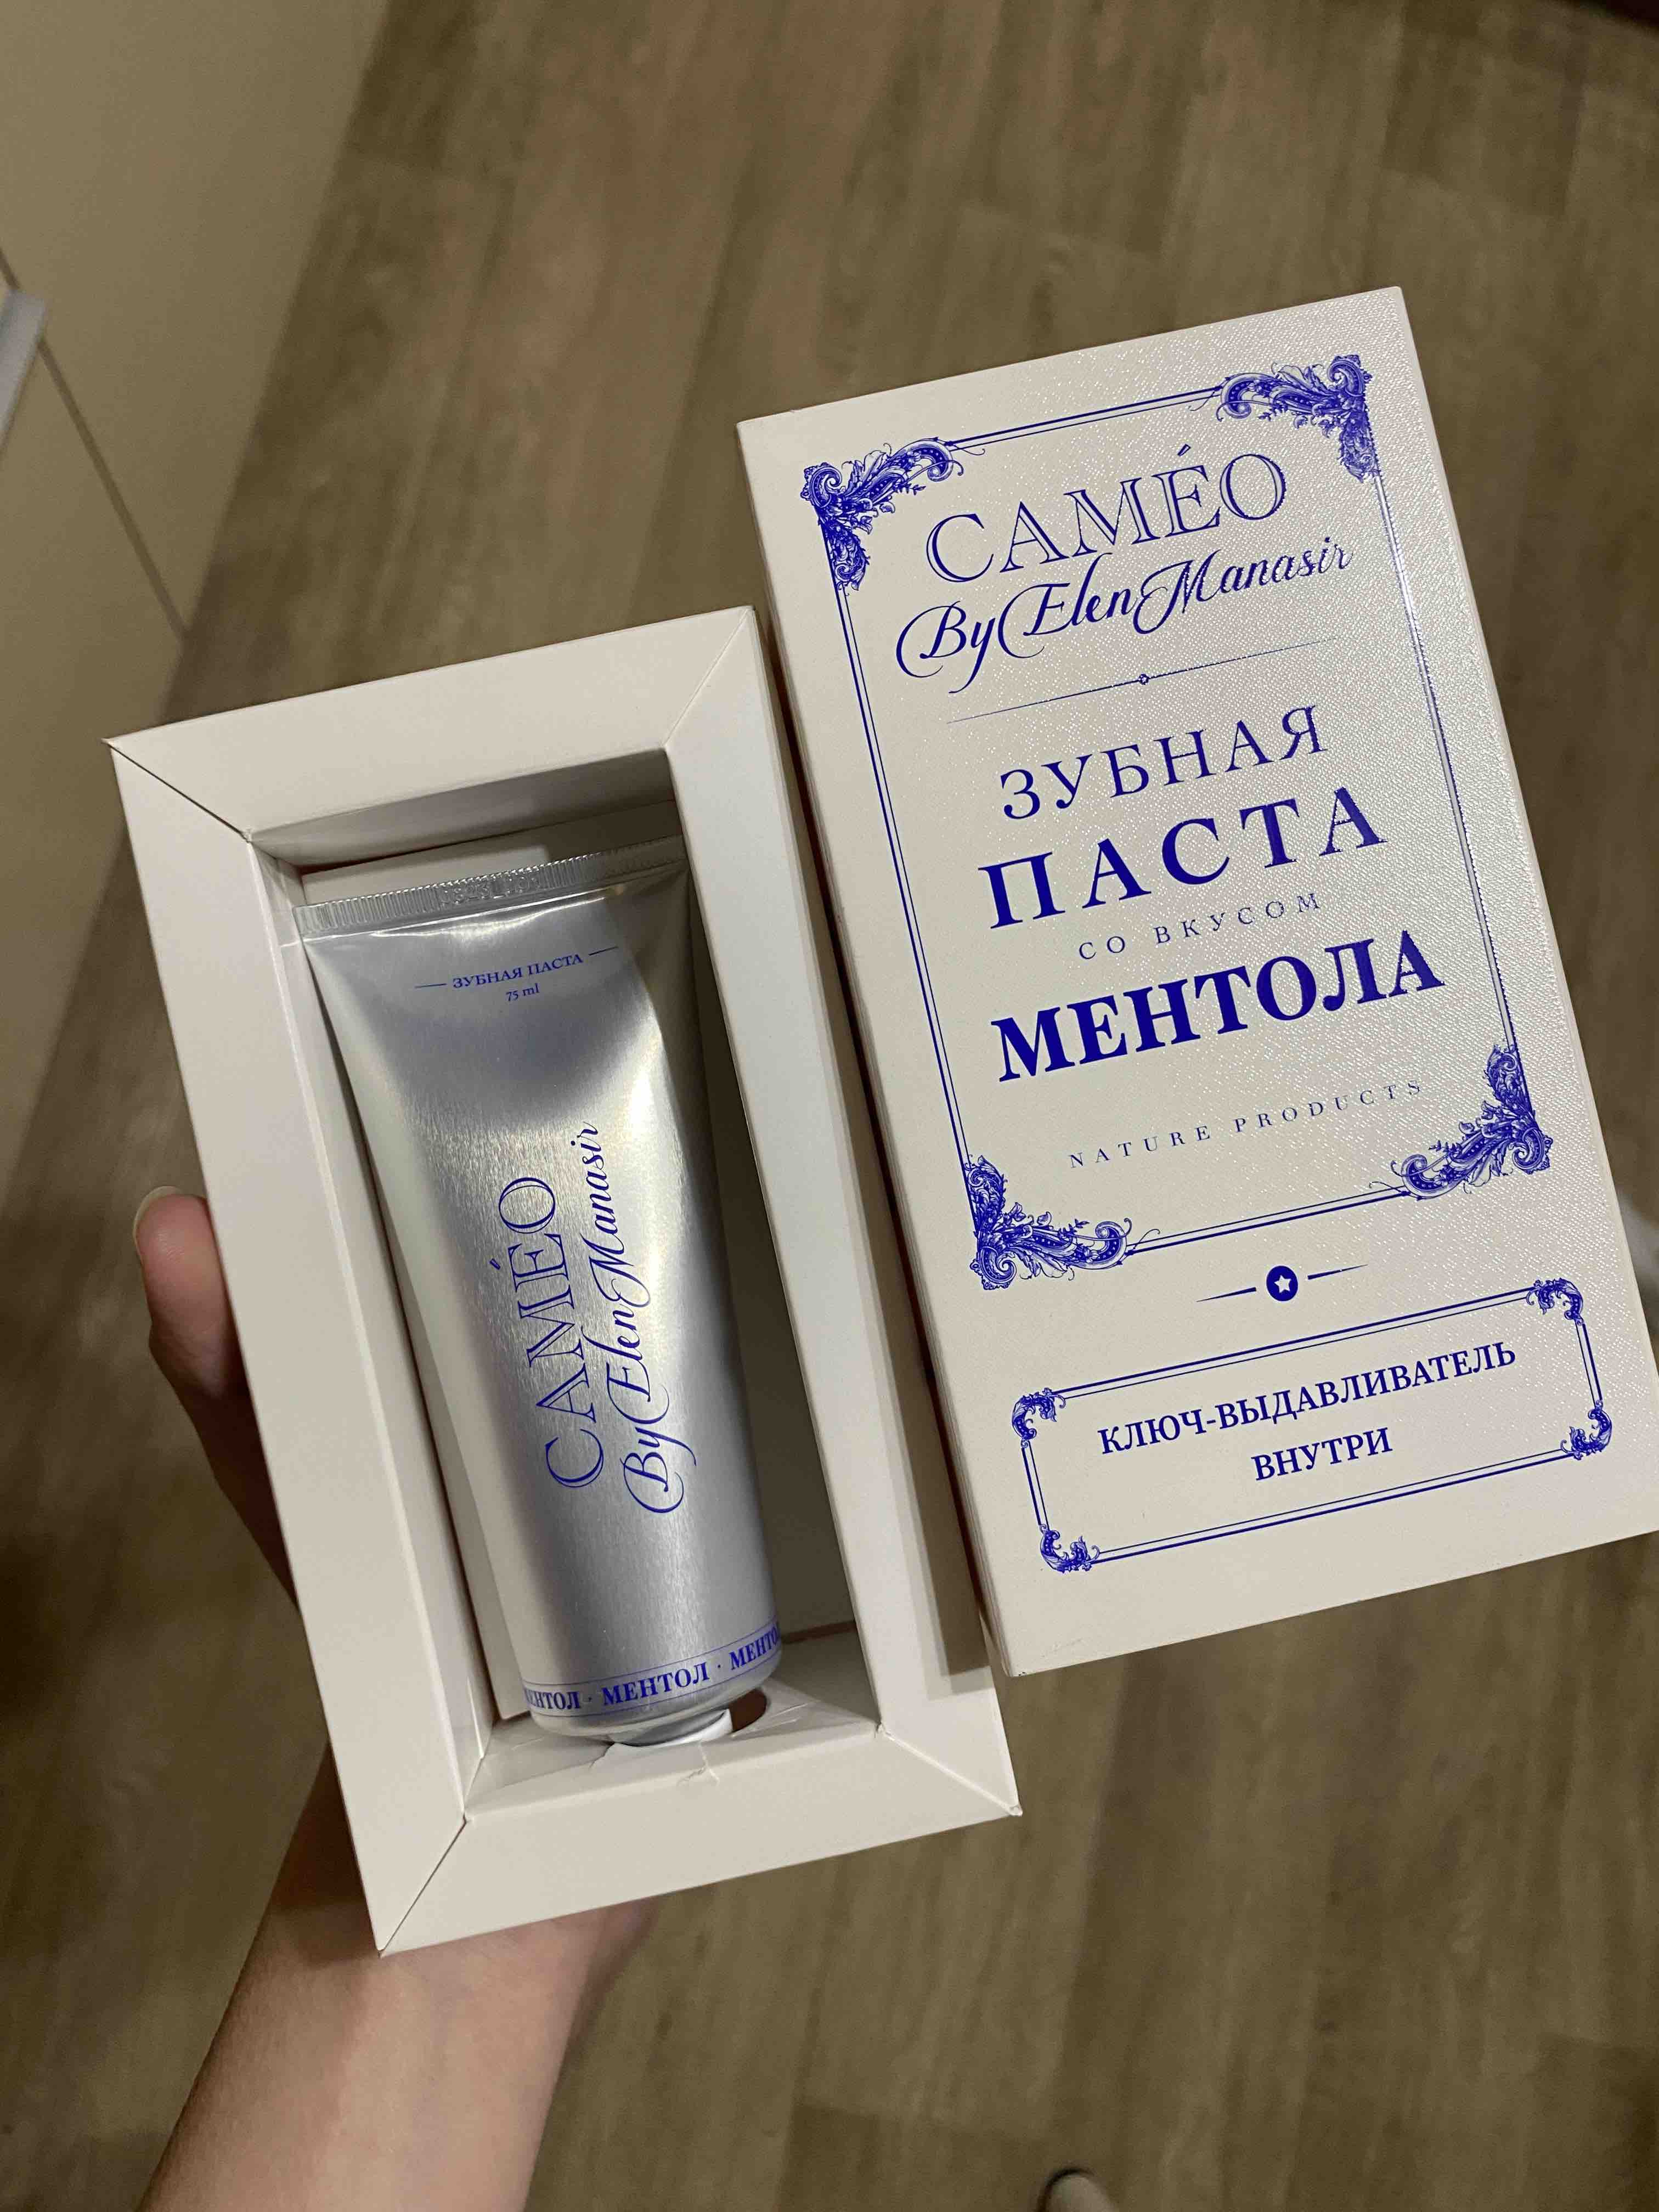 ЗУБНАЯ ПАСТА
75 ml
CAMÉO
By Elen Manasir
МЕНТОЛ · МЕНТОЛ · МЕНТО
CAMÉO
By Elen Manasir
ЗУБНАЯ
ПАСТА
СО ВКУСОМ
МЕНТОЛА
NATURE PRODUCTS
КЛЮЧ-ВЫДАВЛИВАТЕЛЬ
ВНУТРИ